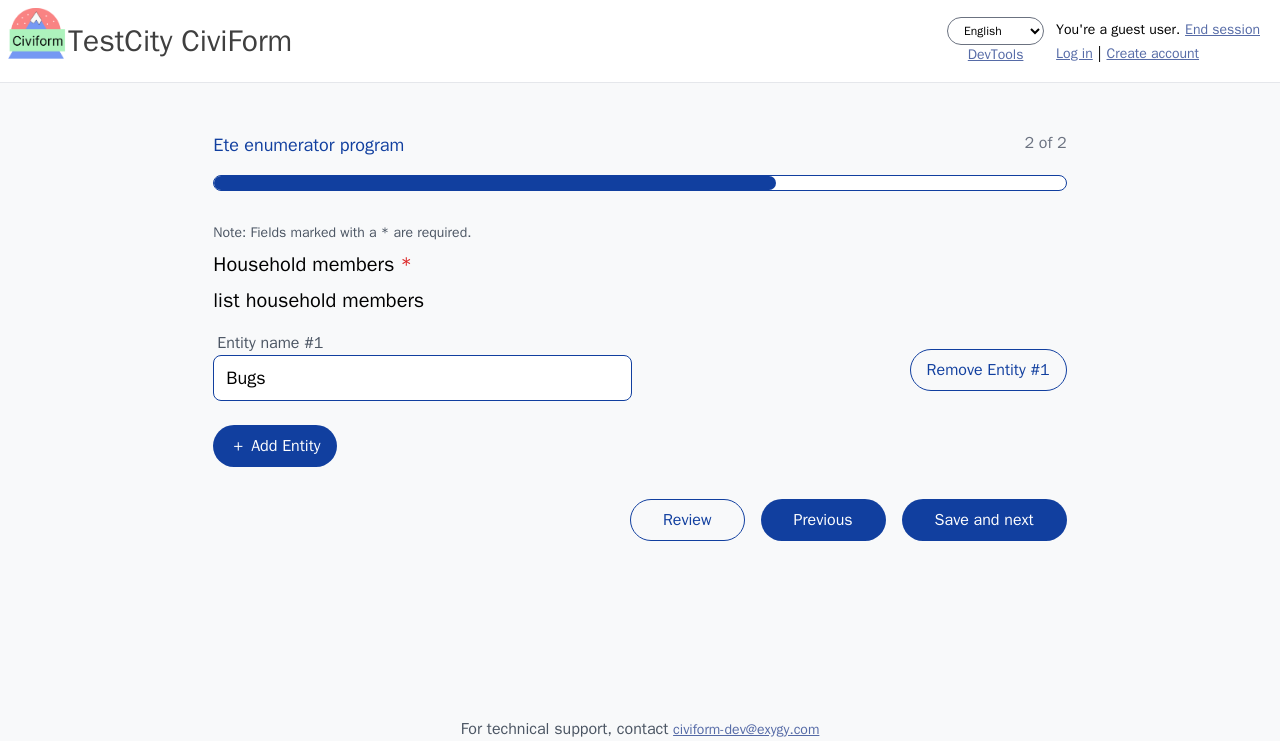 Civiform
TestCity CiviForm
English
DevTools
You're a guest user. End session
Log in | Create account
Ete enumerator program
2 of 2
Note: Fields marked with a * are required.
Household members *
list household members
Entity name #1
Bugs
Remove Entity #1
+ Add Entity
Review
Previous
Save and next
For technical support, contact civiform-dev@exygy.com